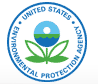 UNITED STATES
ENVIRONMENTAL PROTECTION AGENCY